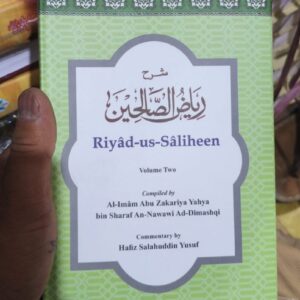 شرح
رياض الصالحين
Riyâd-us-Sâliheen
Volume Two
Compiled by
Al-Imâm Abu Zakariya Yahya
bin Sharaf An-Nawawi Ad-Dimashqi
Commentary by
Hafiz Salahuddin Yusuf